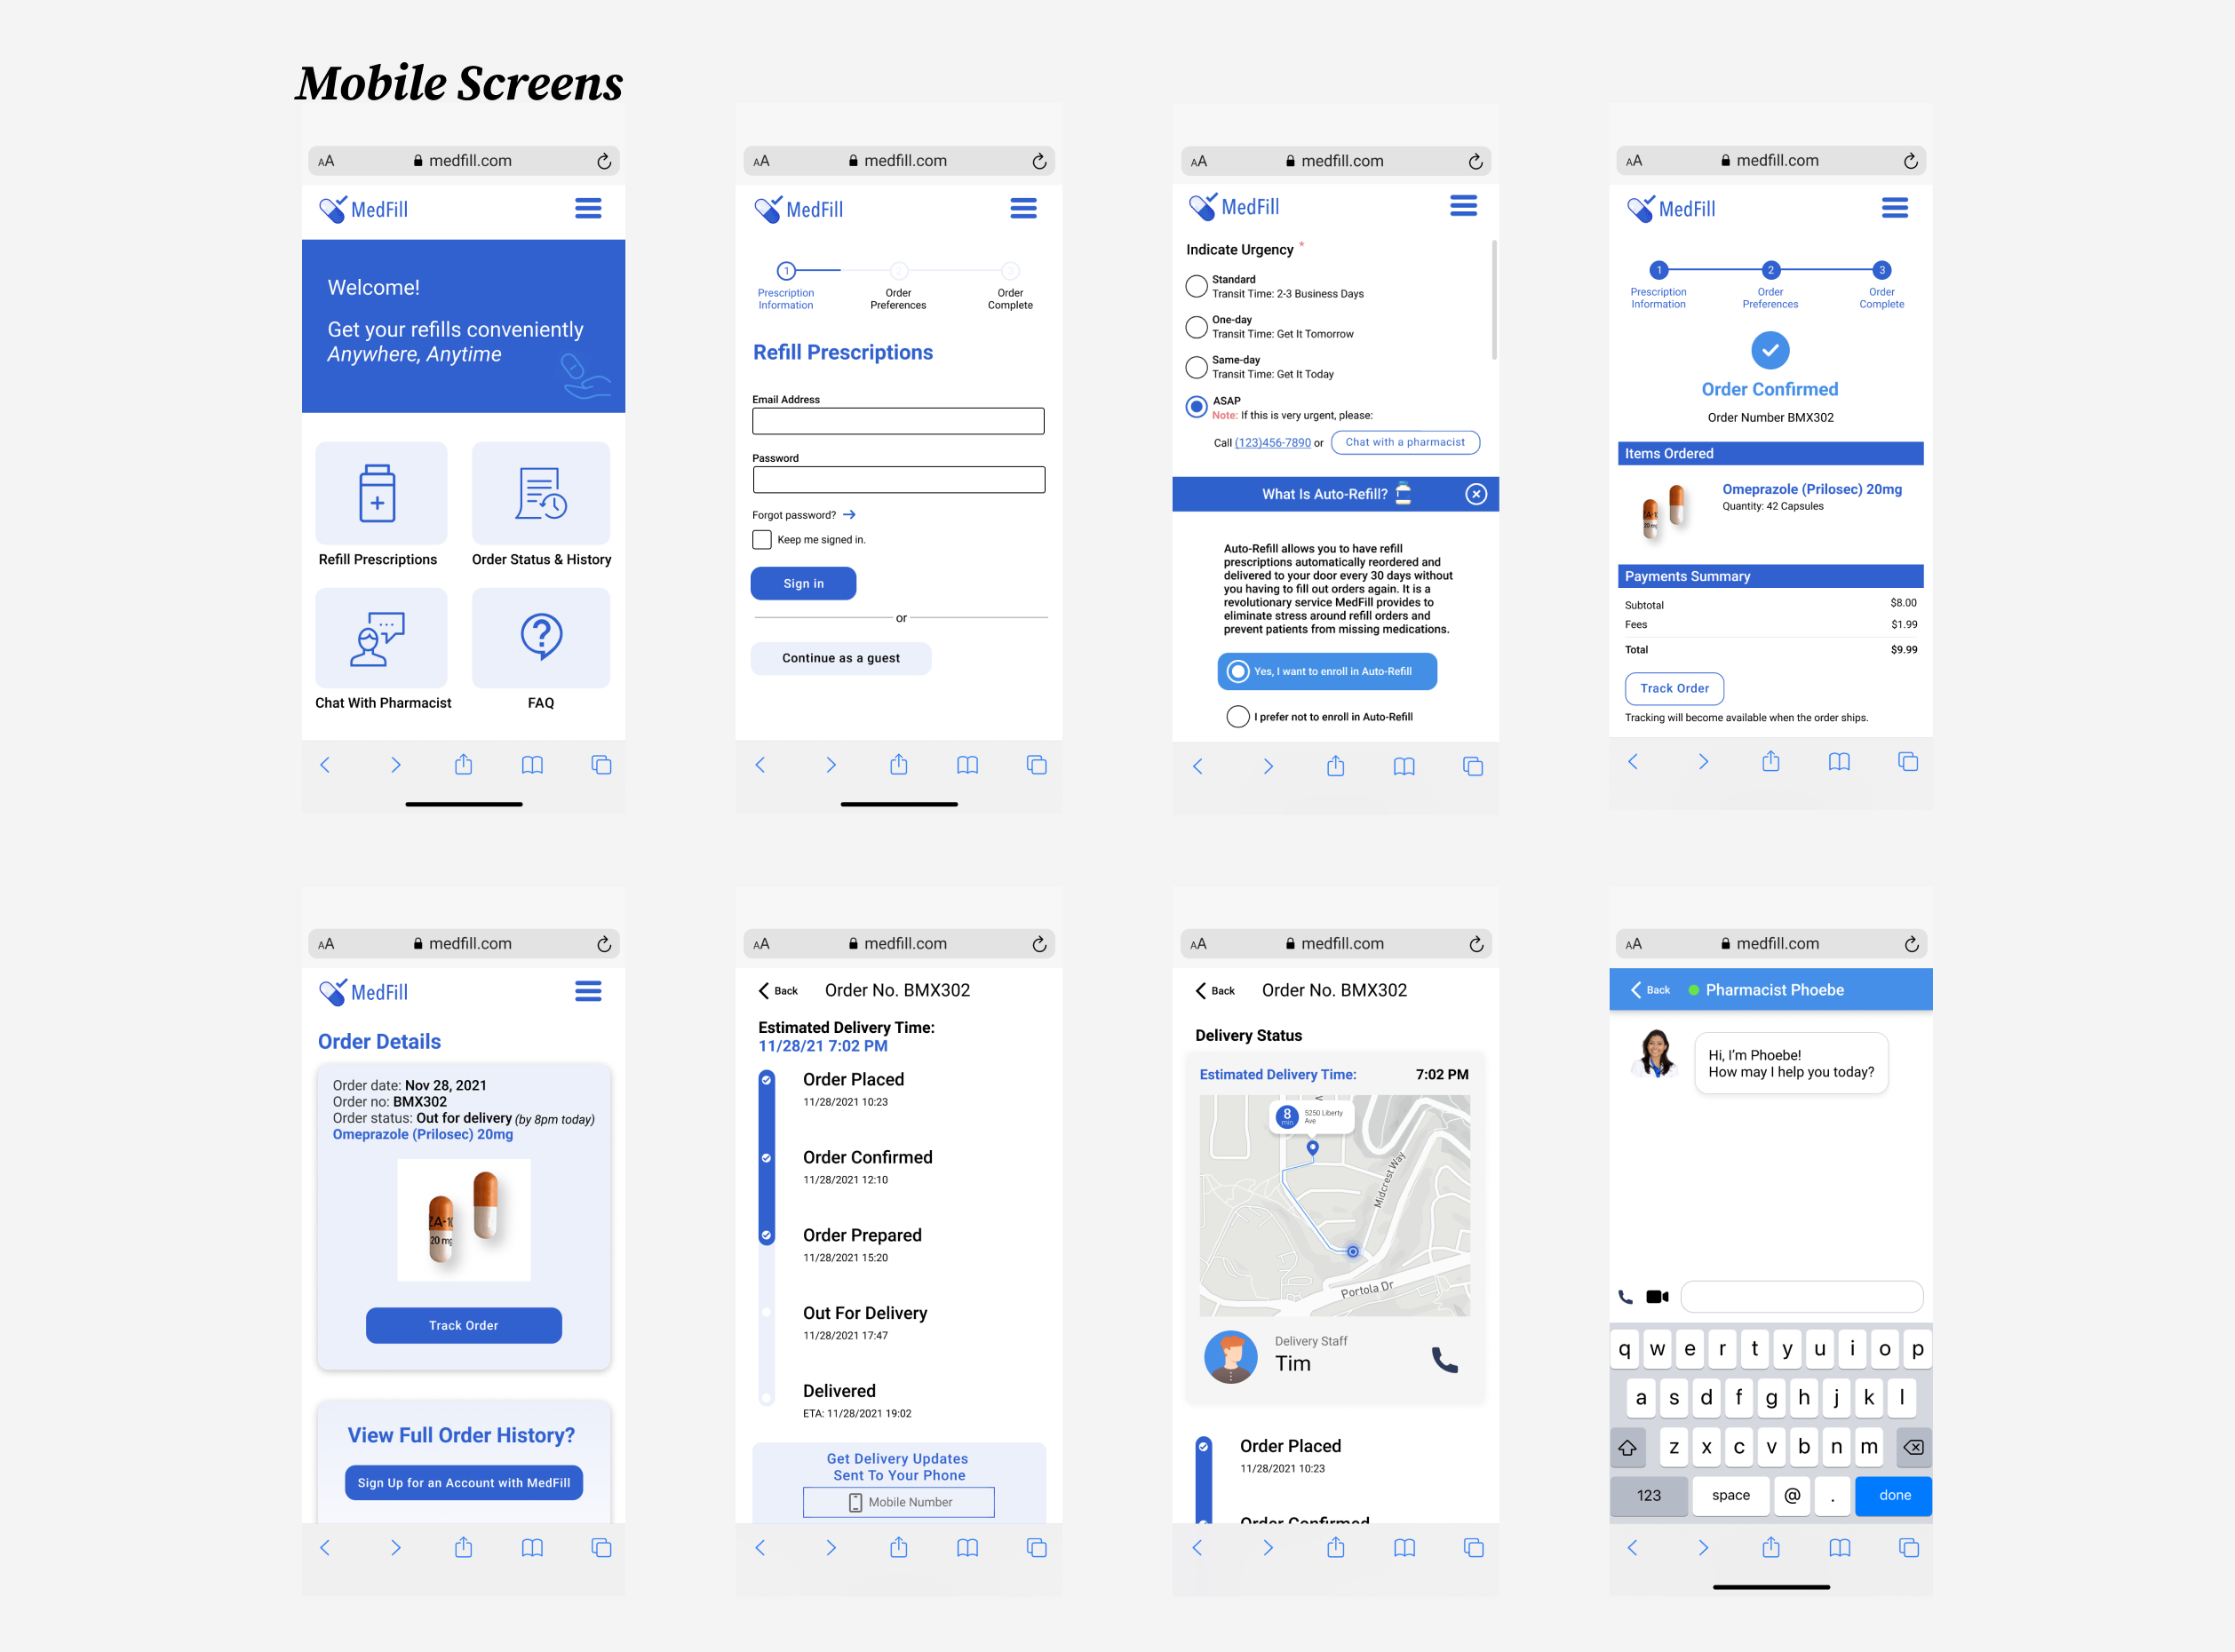 Mobile Screens
AA medfill.com
MedFill
Welcome!
Get your refills conveniently
Anywhere, Anytime
Refill Prescriptions
Order Status & History
Chat With Pharmacist
FAQ
AA medfill.com
MedFill
1 2 3
Prescription Information
Order Preferences
Order Complete
Refill Prescriptions
Email Address
Password
Forgot password?
Keep me signed in.
Sign in
or
Continue as a guest
AA medfill.com
MedFill
Indicate Urgency *
Standard
Transit Time: 2-3 Business Days
One-day
Transit Time: Get It Tomorrow
Same-day
Transit Time: Get It Today
ASAP
Note: If this is very urgent, please:
Call (123)456-7890 or Chat with a pharmacist
What Is Auto-Refill?
Auto-Refill allows you to have refill
prescriptions automatically reordered and
delivered to your door every 30 days without
you having to fill out orders again. It is a
revolutionary service MedFill provides to
eliminate stress around refill orders and
prevent patients from missing medications.
Yes, I want to enroll in Auto-Refill
I prefer not to enroll in Auto-Refill
AA medfill.com
MedFill
1 2 3
Prescription Information
Order Preferences
Order Complete
Order Confirmed
Order Number BMX302
Items Ordered
Omeprazole (Prilosec) 20mg
Quantity: 42 Capsules
ZA-1
20 mg
Payments Summary
Subtotal $8.00
Fees $1.99
Total $9.99
Track Order
Tracking will become available when the order ships.
AA medfill.com
MedFill
Order Details
Order date: Nov 28, 2021
Order no: BMX302
Order status: Out for delivery (by 8pm today)
Omeprazole (Prilosec) 20mg
ZA-10
20 mg
Track Order
View Full Order History?
Sign Up for an Account with MedFill
AA medfill.com
Back Order No. BMX302
Estimated Delivery Time:
11/28/21 7:02 PM
Order Placed
11/28/2021 10:23
Order Confirmed
11/28/2021 12:10
Order Prepared
11/28/2021 15:20
Out For Delivery
11/28/2021 17:47
Delivered
ETA: 11/28/2021 19:02
Get Delivery Updates
Sent To Your Phone
Mobile Number
AA medfill.com
Back Order No. BMX302
Delivery Status
Estimated Delivery Time: 7:02 PM
8 min
5250 Liberty
Ave
Midcrest Way
Portola Dr
Delivery Staff
Tim
Order Placed
11/28/2021 10:23
Order Confirmed
AA medfill.com
Back Pharmacist Phoebe
Hi, I'm Phoebe!
How may I help you today?
q w e r t y u i o p
a s d f g h j k l
z x c v b n m
123 space @ . done